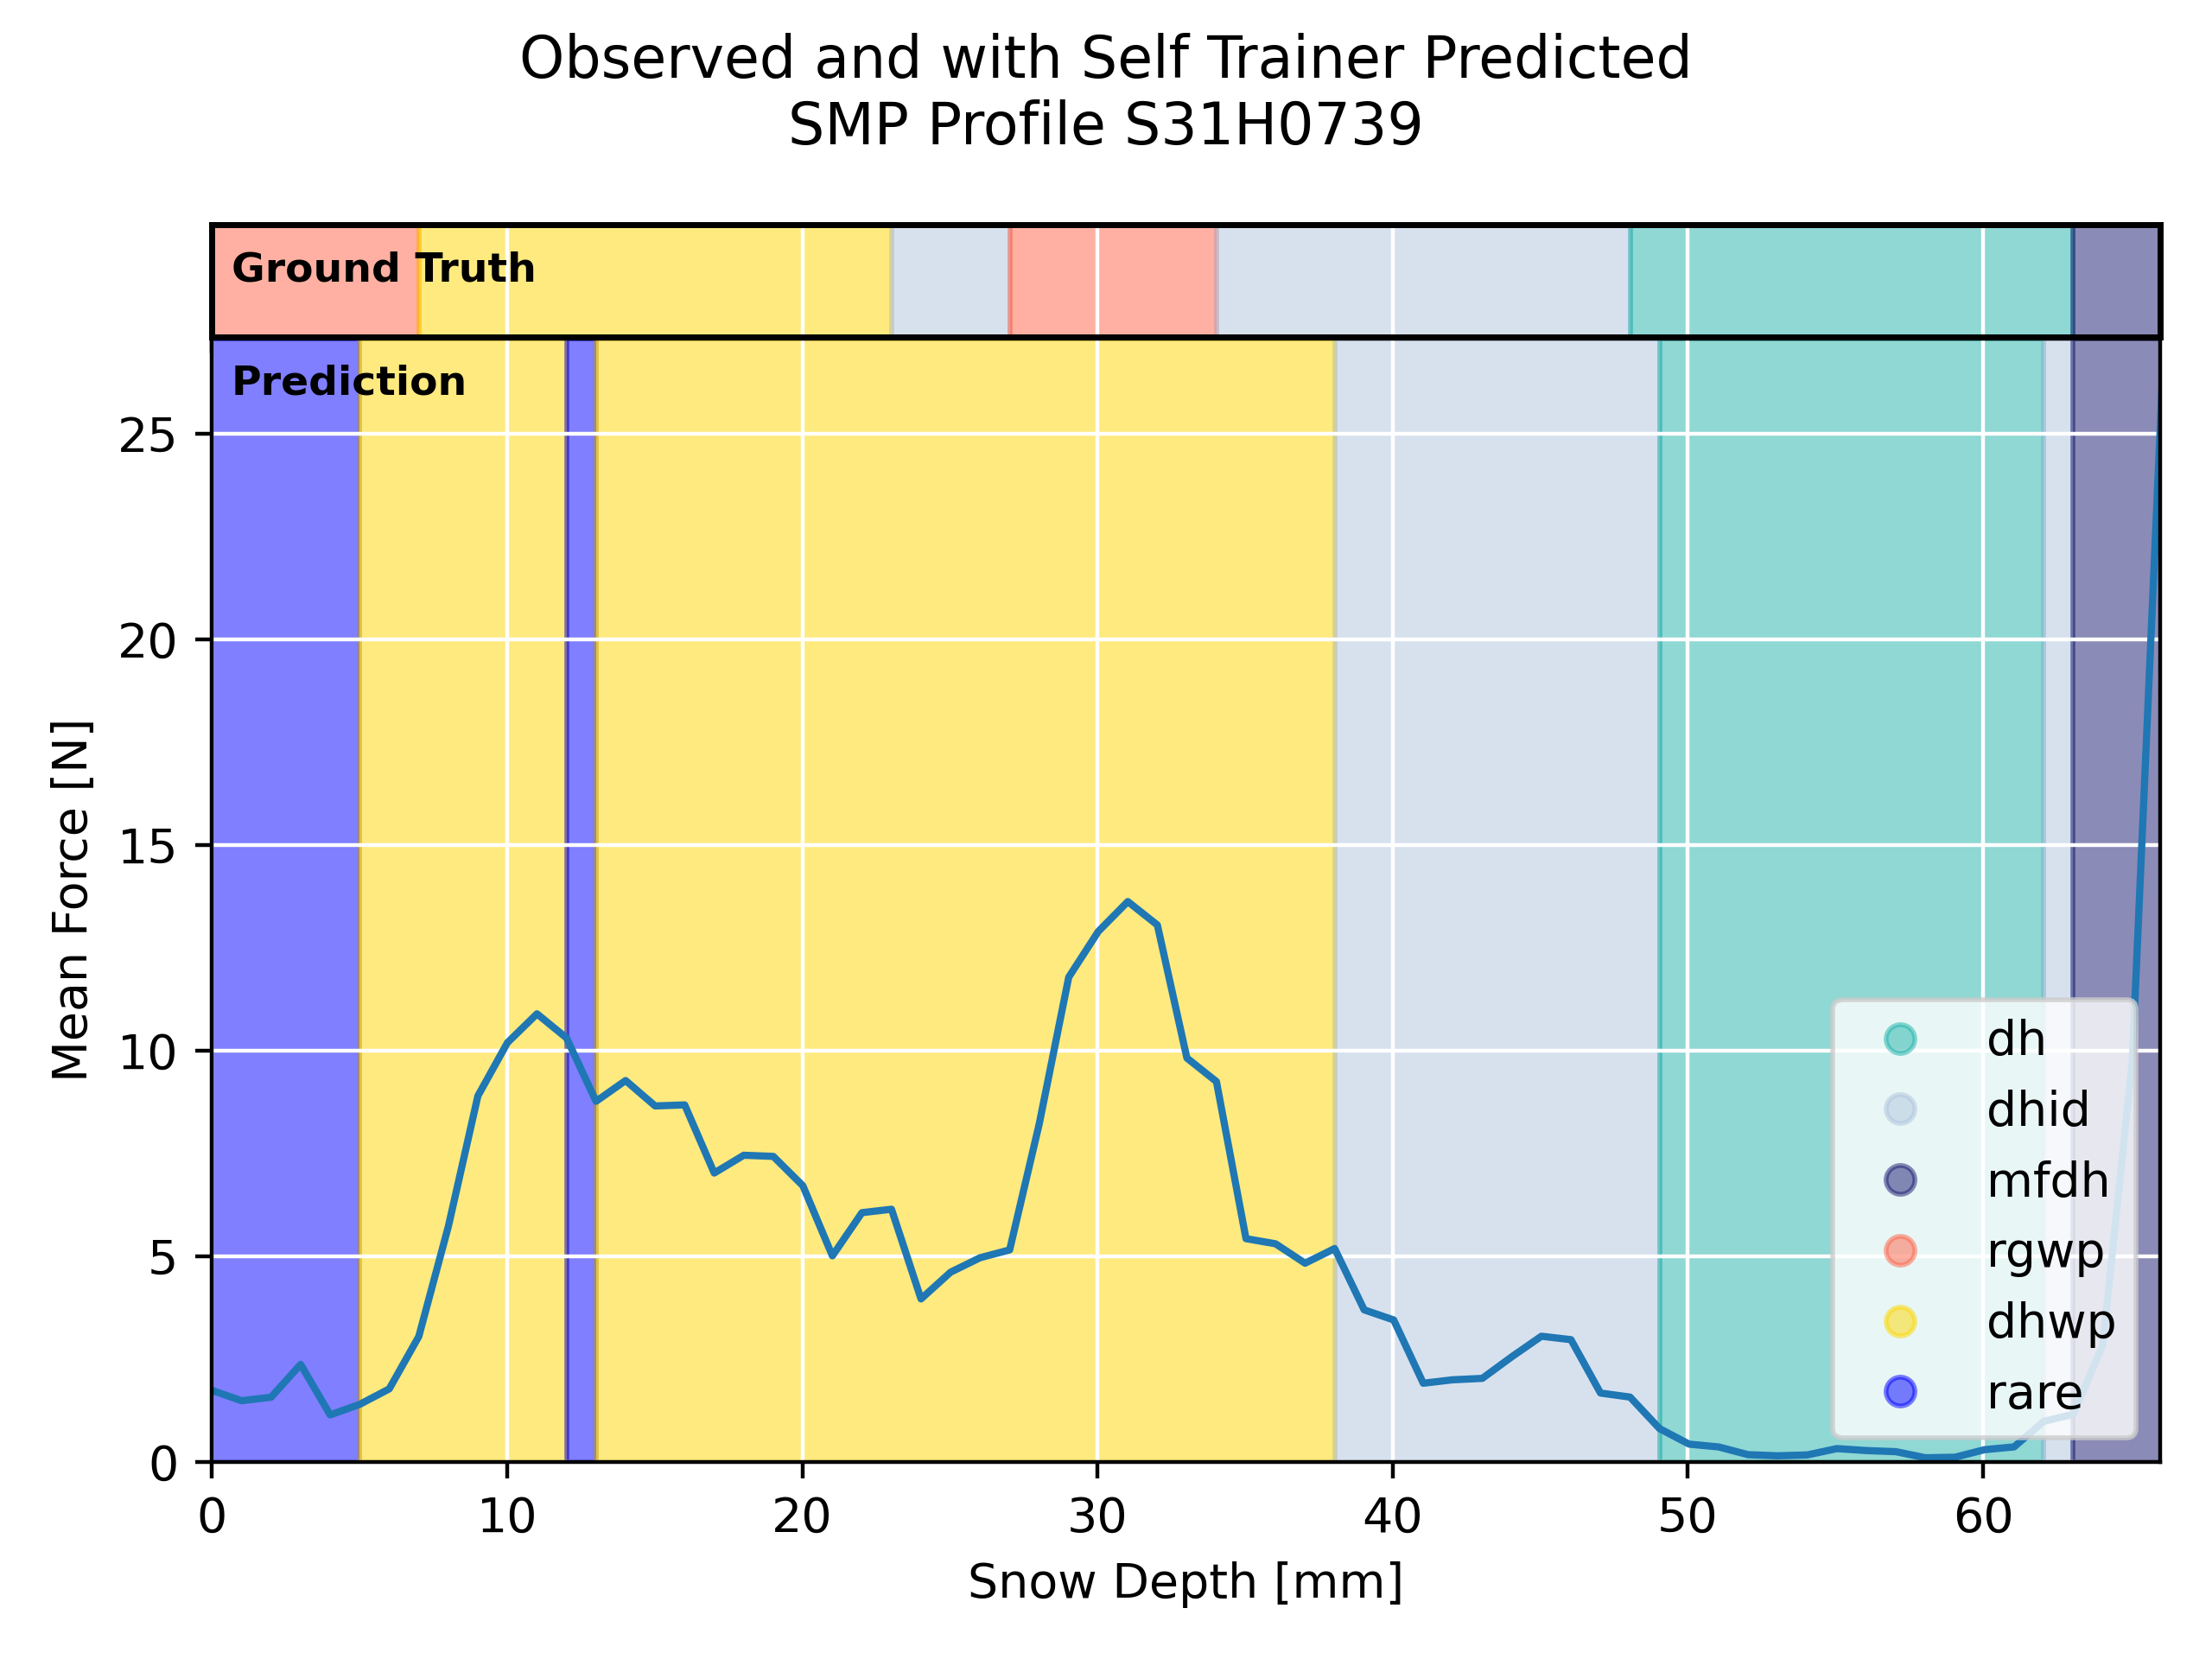 Observed and with Self Trainer Predicted
SMP Profile S31H0739
Ground Truth
Prediction
25
20
15
10
5
0
Mean Force [N]
dh
dhid
mfdh
rgwp
dhwp
rare
0 10 20 30 40 50 60
Snow Depth [mm]